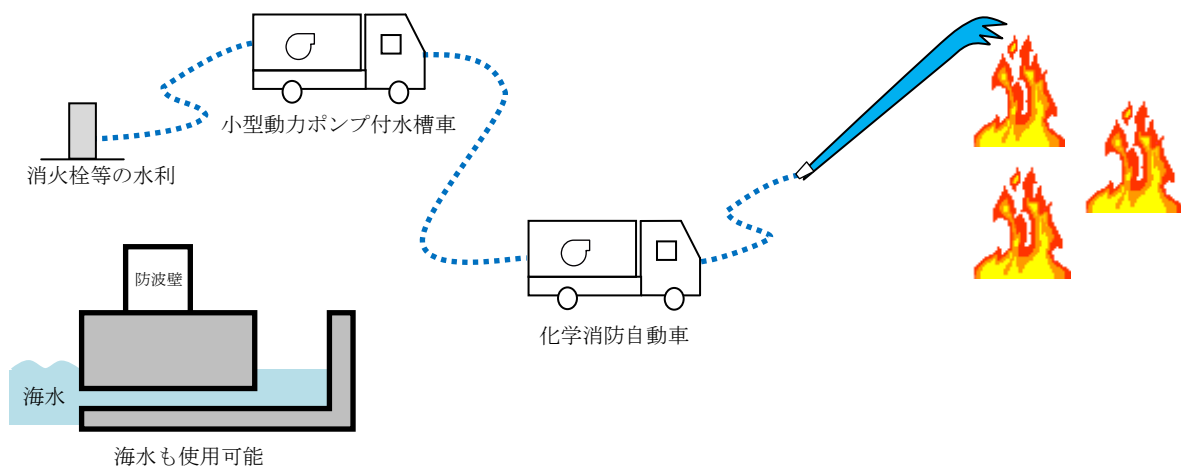 小型動力ポンプ付水槽車
消火栓等の水利
化学消防自動車
防波壁
海水
海水も使用可能